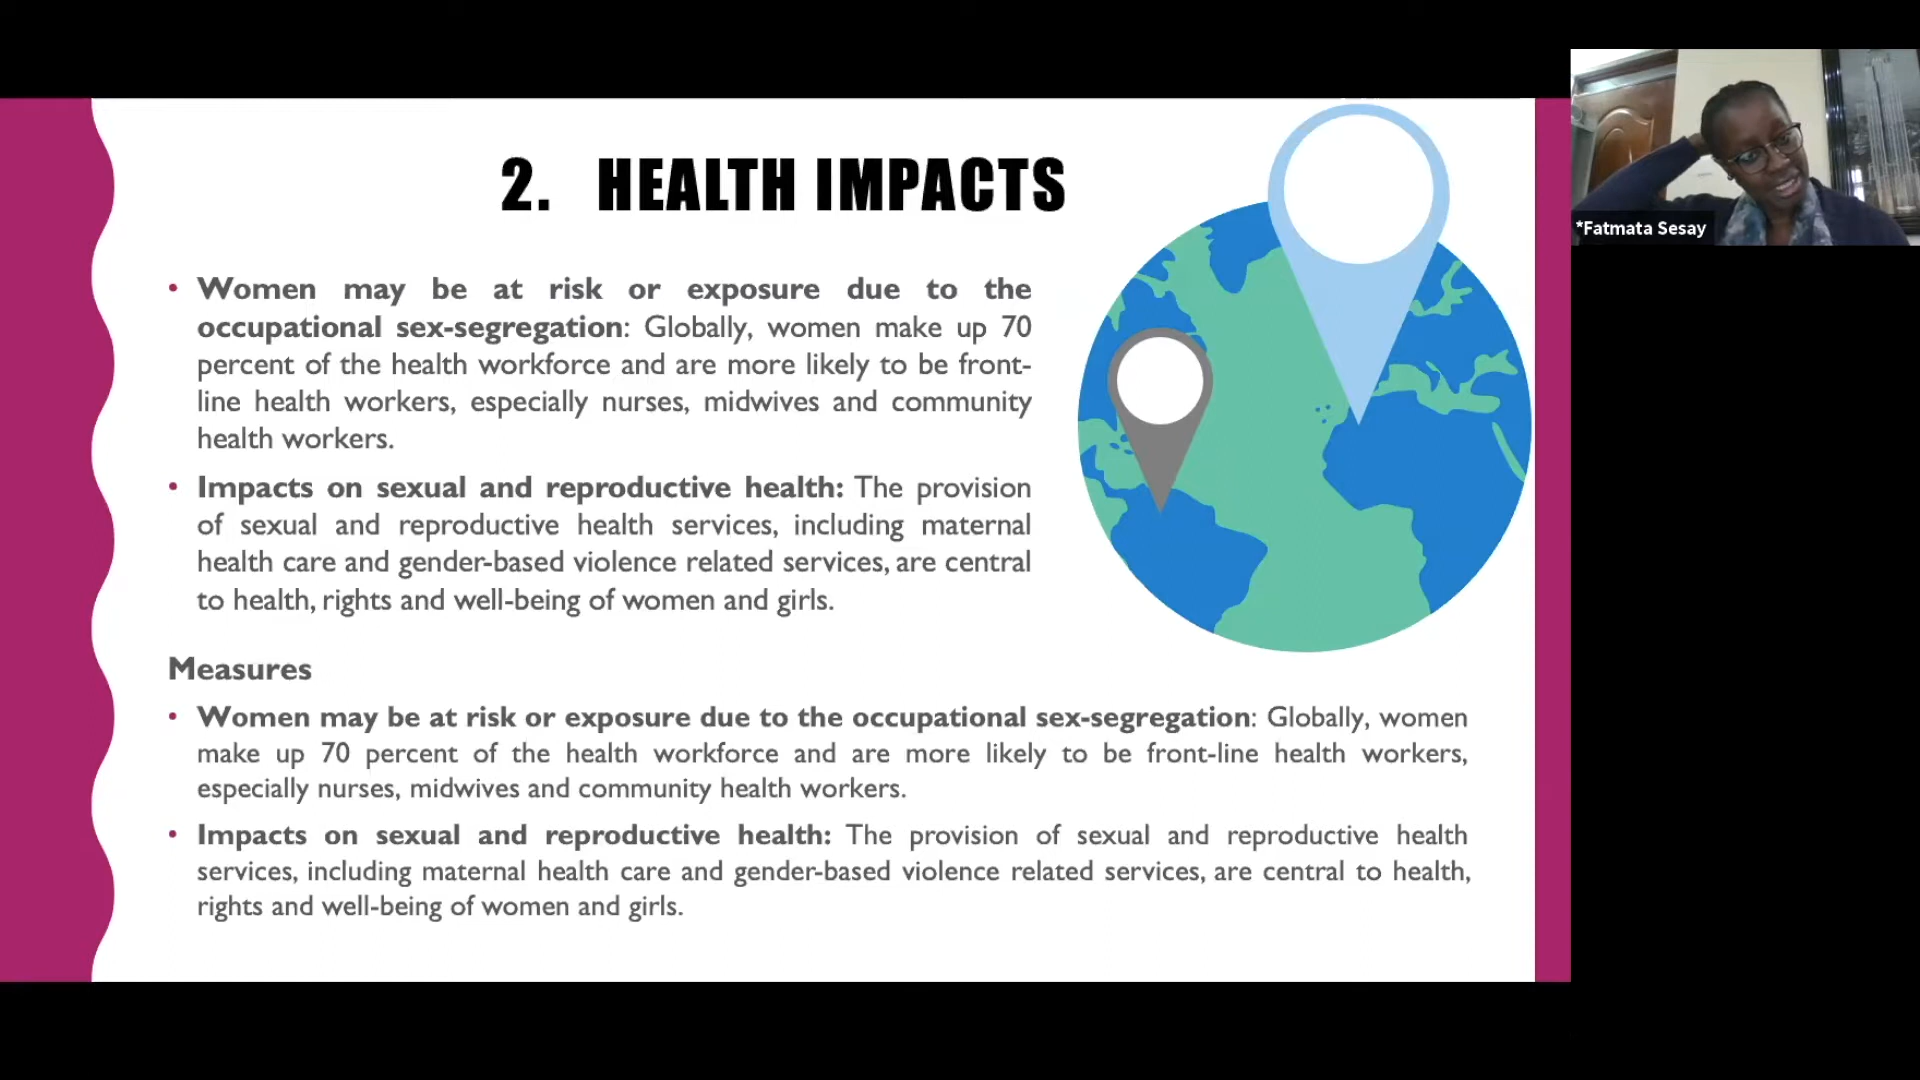 2. HEALTH IMPACTS
• Women may be at risk or exposure due to the
occupational sex-segregation: Globally, women make up 70
percent of the health workforce and are more likely to be front-
line health workers, especially nurses, midwives and community
health workers.
• Impacts on sexual and reproductive health: The provision
of sexual and reproductive health services, including maternal
health care and gender-based violence related services, are central
to health, rights and well-being of women and girls.
Measures
• Women may be at risk or exposure due to the occupational sex-segregation: Globally, women
make up 70 percent of the health workforce and are more likely to be front-line health workers,
especially nurses, midwives and community health workers.
• Impacts on sexual and reproductive health: The provision of sexual and reproductive health
services, including maternal health care and gender-based violence related services, are central to health,
rights and well-being of women and girls.
*Fatmata Sesay